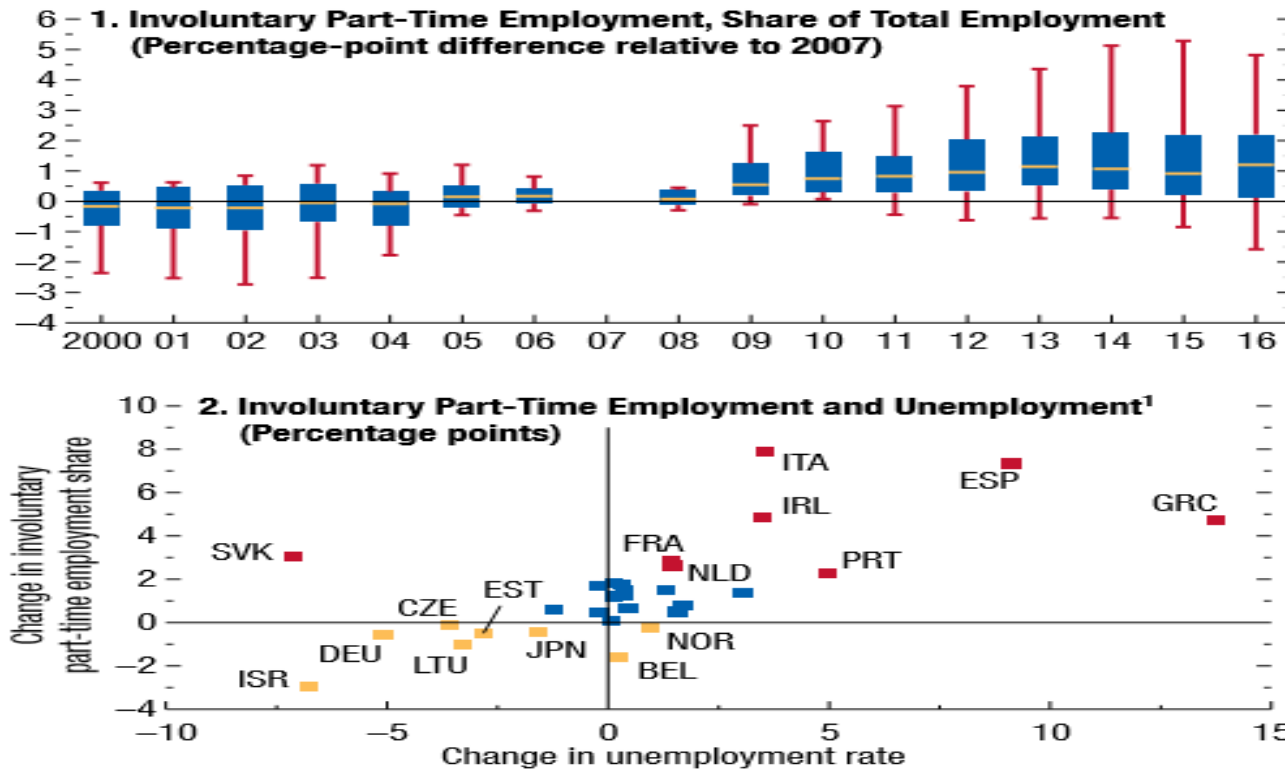 1. Involuntary Part-Time Employment, Share of Total Employment
(Percentage-point difference relative to 2007)
6
5
4
3
2
1
0
−1
−2
−3
−4
2000 01 02 03 04 05 06 07 08 09 10 11 12 13 14 15 16
2. Involuntary Part-Time Employment and Unemployment¹
(Percentage points)
Change in involuntary
part-time employment share
10
8
6
4
2
0
−2
−4
ITA
ESP
IRL
GRC
SVK
FRA
NLD
PRT
EST
CZE
DEU
LTU
JPN
NOR
BEL
ISR
−10 −5 0 5 10 15
Change in unemployment rate